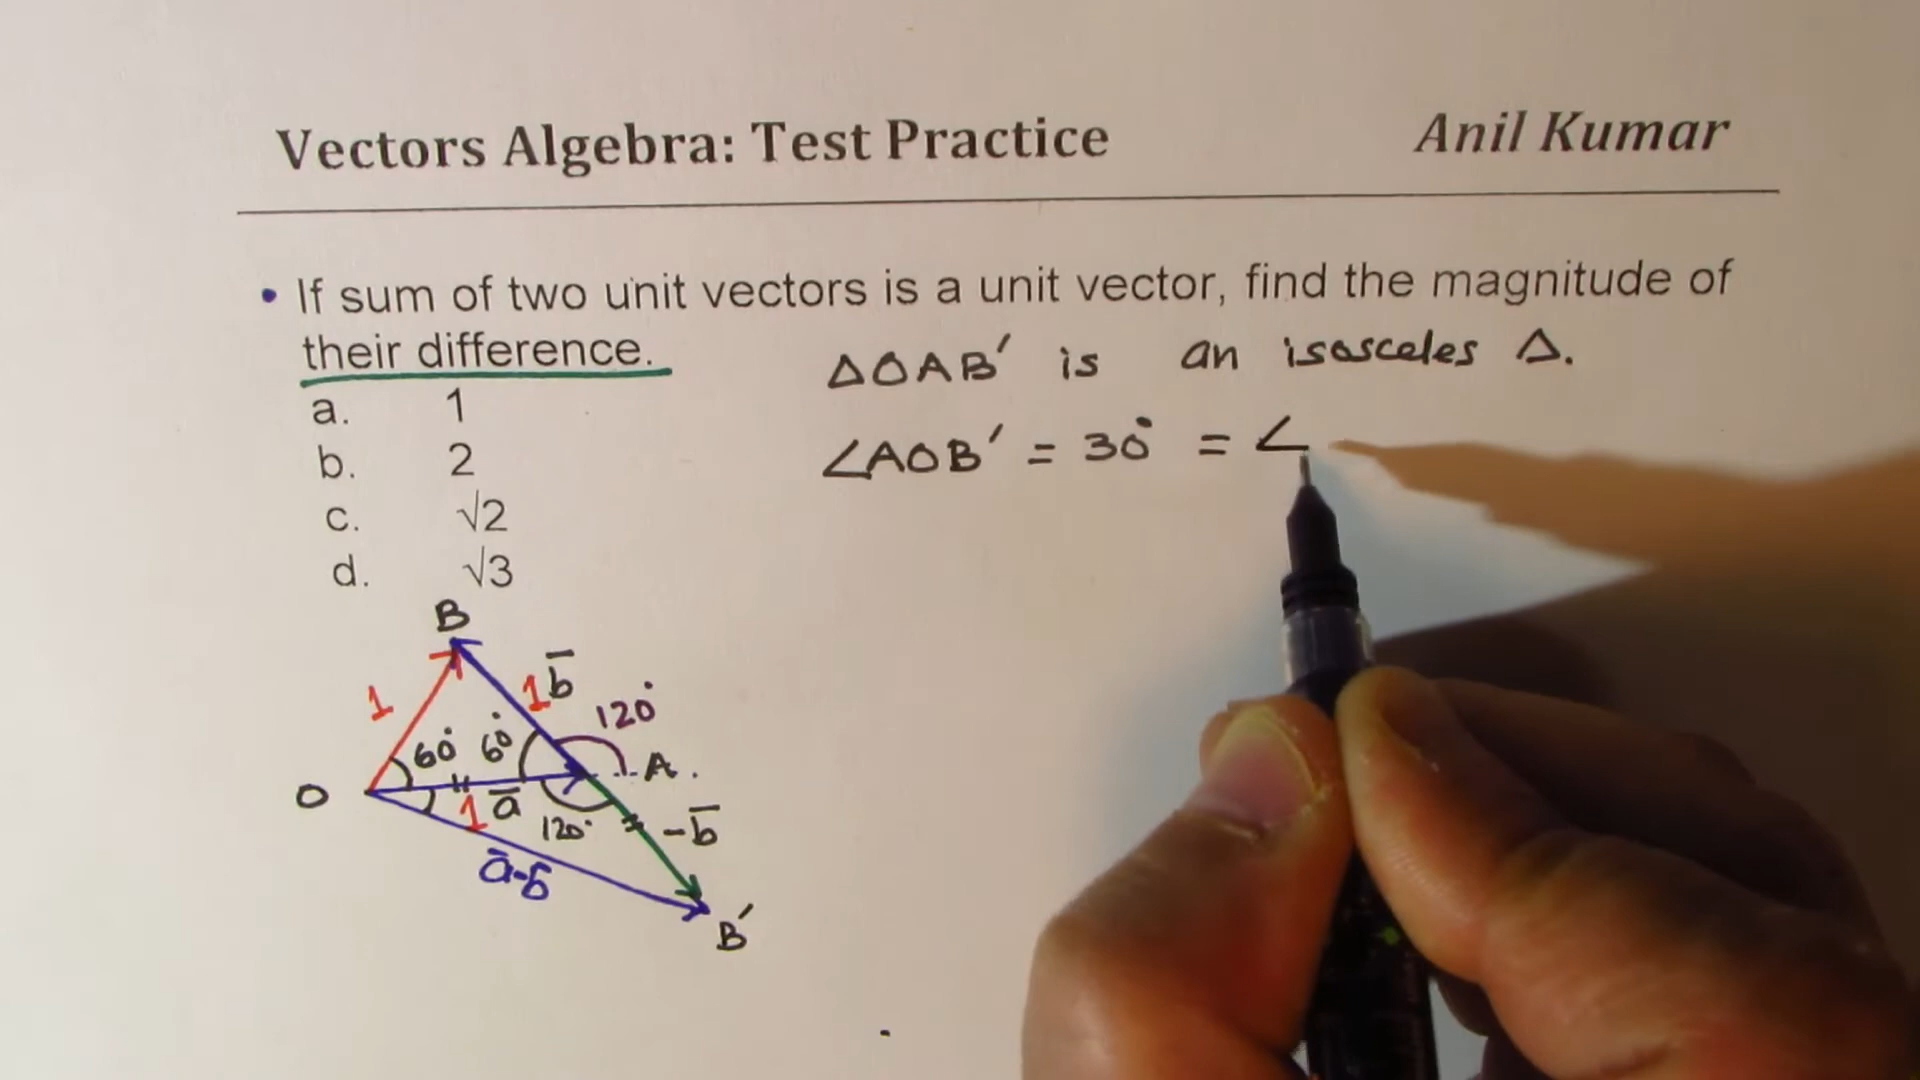 Vectors Algebra: Test Practice Anil Kumar
• If sum of two unit vectors is a unit vector, find the magnitude of
their difference.
ΔOAB′ is an isosceles Δ.
a. 1
∠AOB′ = 30° = ∠
b. 2
c. √2
d. √3
B
1
1 b̅
120°
60° 60°
A.
O
1 a̅
120°
-b̅
a̅-b̅
B′